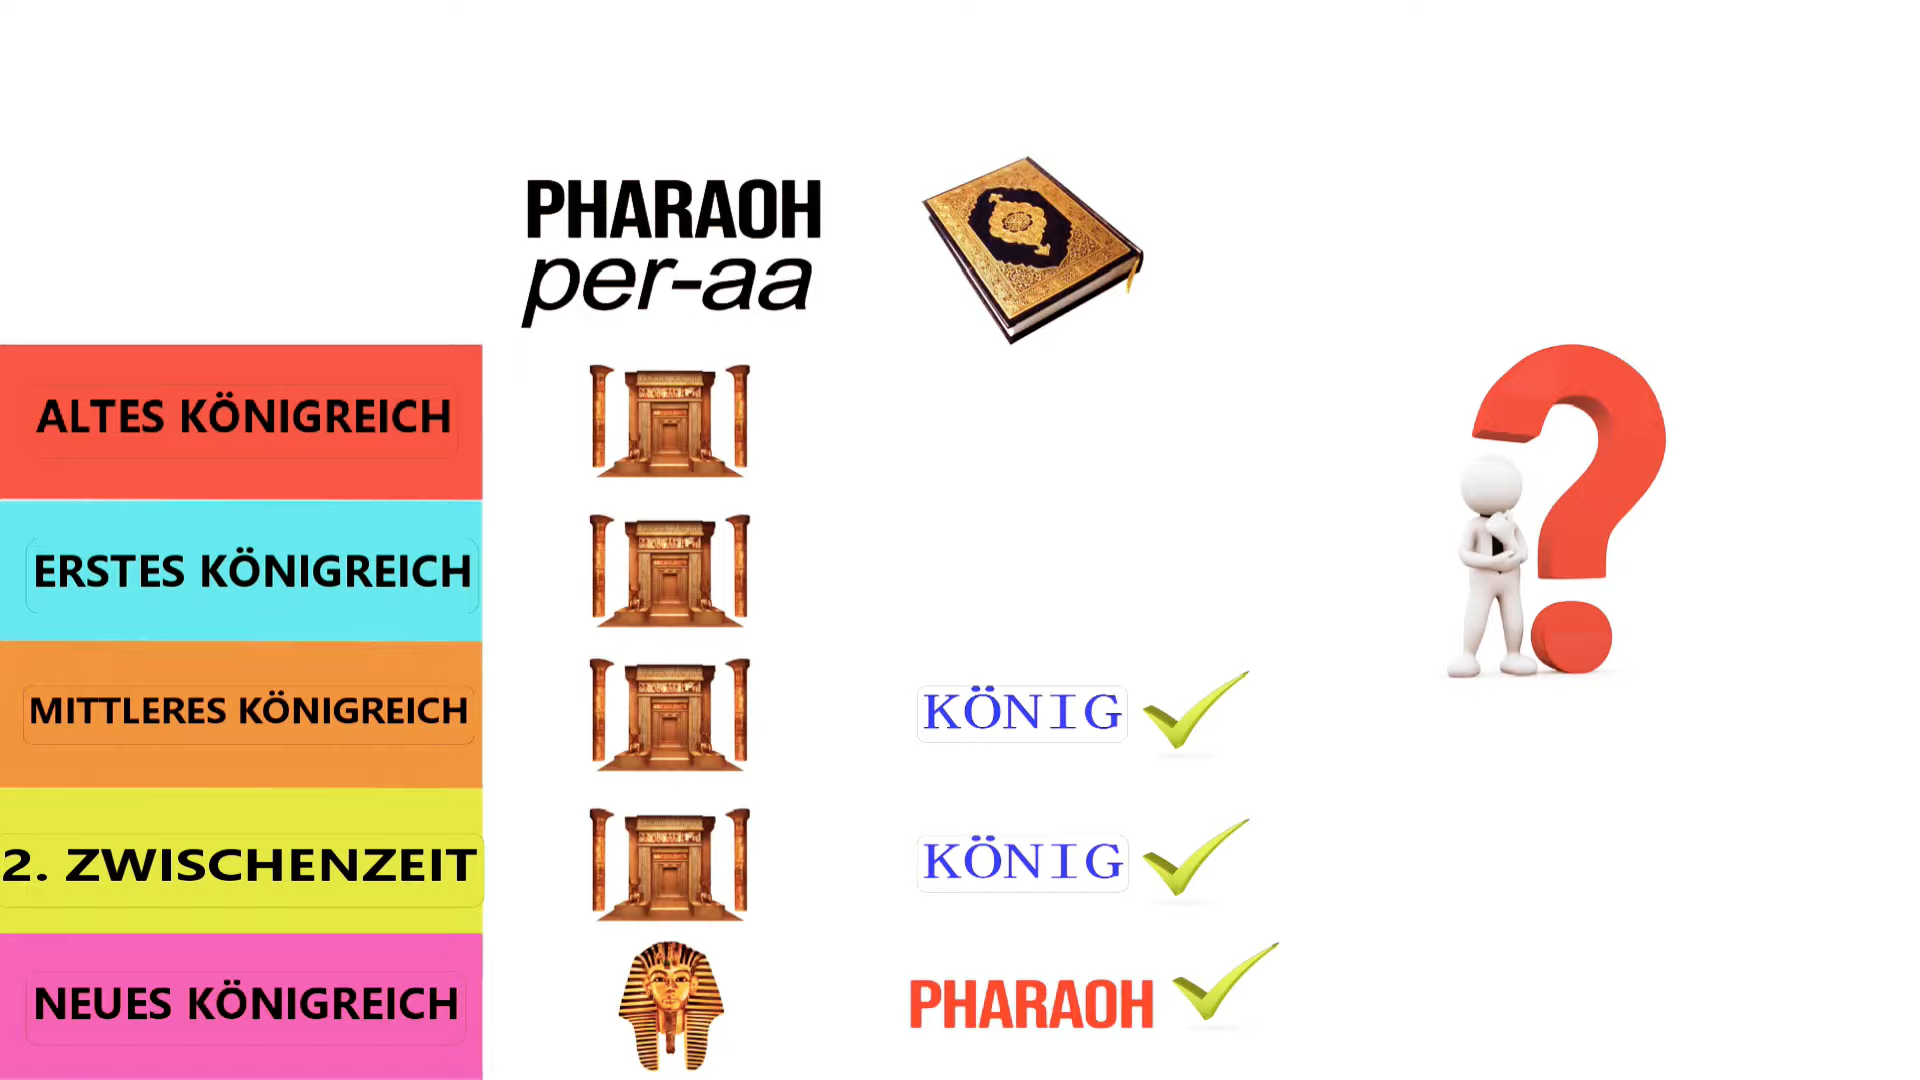 PHARAOH
per-aa
ALTES KÖNIGREICH
ERSTES KÖNIGREICH
MITTLERES KÖNIGREICH
KÖNIG
2. ZWISCHENZEIT
KÖNIG
NEUES KÖNIGREICH
PHARAOH